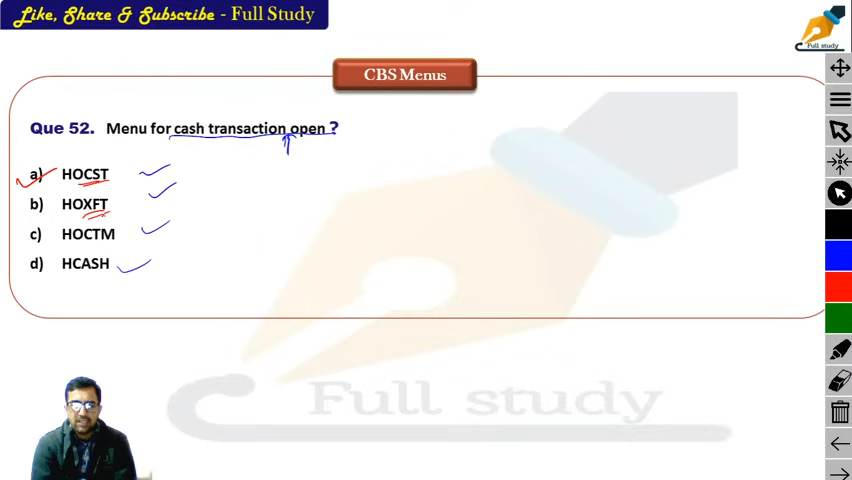 Like, Share & Subscribe - Full Study
Full study
CBS Menus
Que 52. Menu for cash transaction open ?
a) HOCST
b) HOXFT
c) HOCTM
d) HCASH
Full study